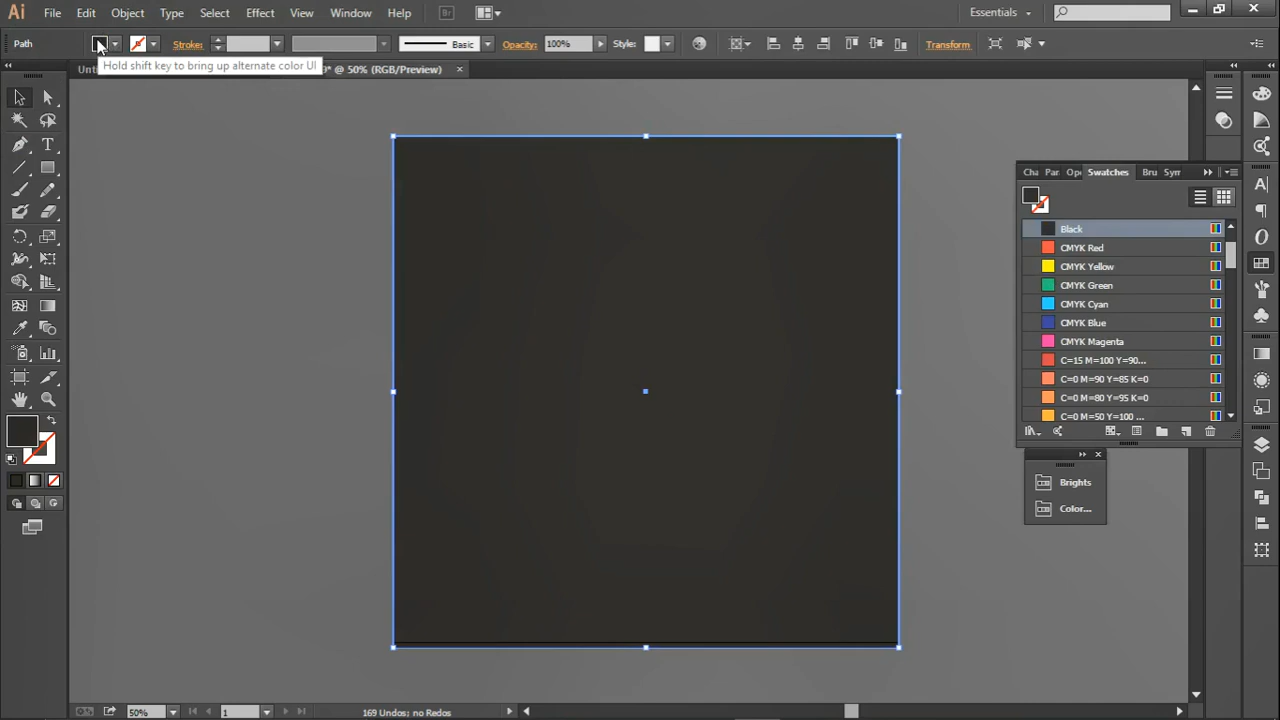 Ai File Edit Object Type Select Effect View Window Help Br Essentials
Path Stroke: Basic Opacity: 100% Style: Transform
Hold shift key to bring up alternate color UI
9* @ 50% (RGB/Preview)
Swatches
Black
CMYK Red
CMYK Yellow
CMYK Green
CMYK Cyan
CMYK Blue
CMYK Magenta
C=15 M=100 Y=90...
C=0 M=90 Y=85 K=0
C=0 M=80 Y=95 K=0
C=0 M=50 Y=100 ...
Brights
Color...
50% 1 169 Undos; no Redos